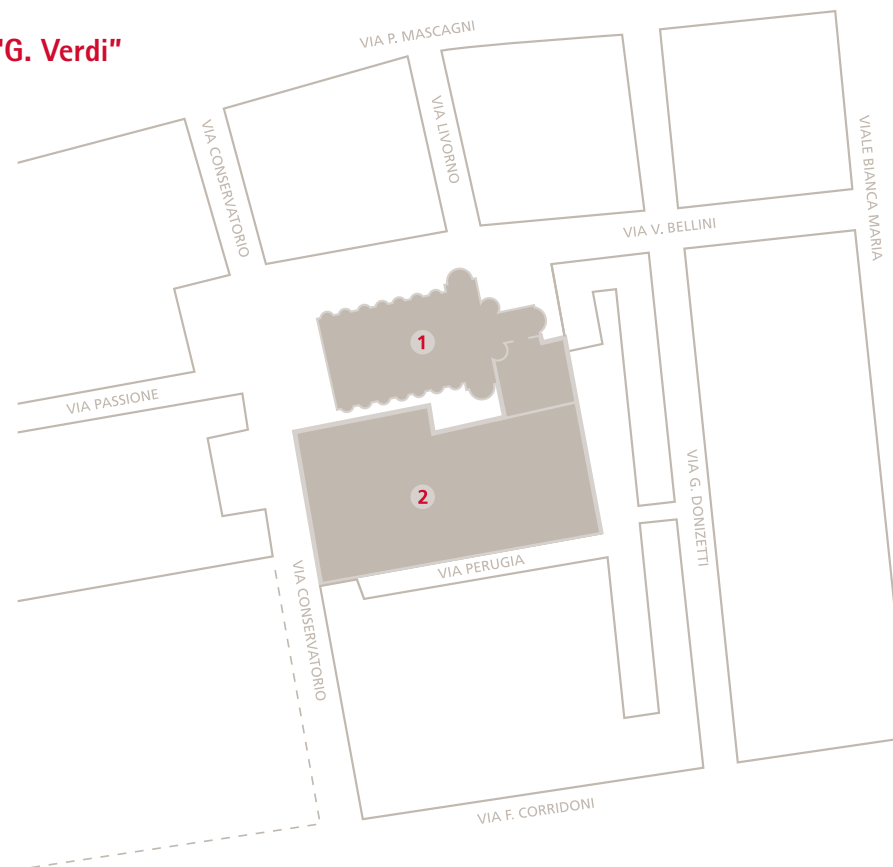 "G. Verdi"
VIA P. MASCAGNI
VIA LIVORNO
VIA CONSERVATORIO
VIALE BIANCA MARIA
VIA V. BELLINI
1
VIA PASSIONE
2
VIA G. DONIZETTI
VIA PERUGIA
VIA CONSERVATORIO
VIA F. CORRIDONI